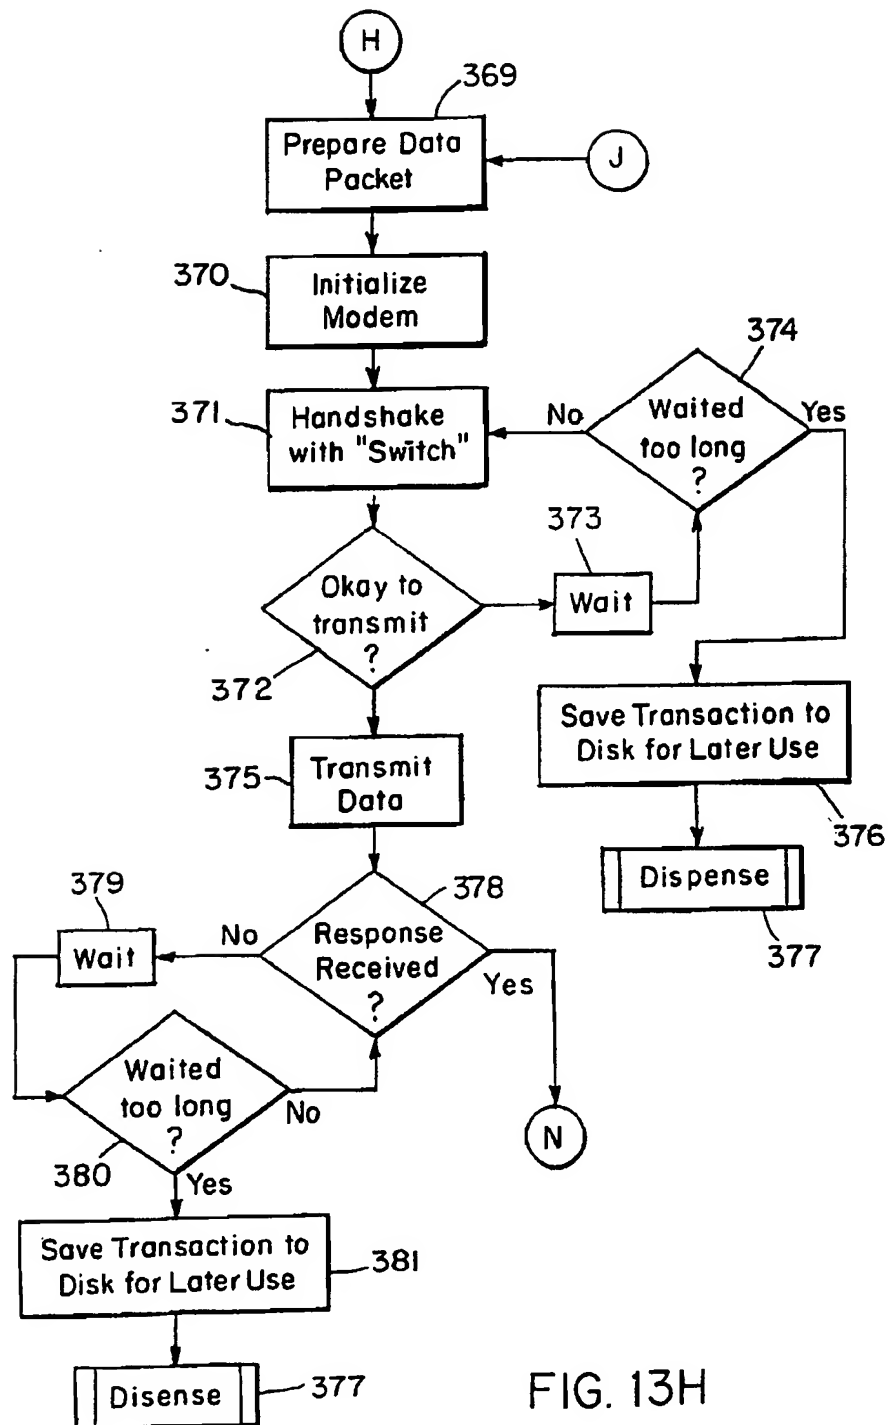 H
369
Prepare Data
Packet
J
370
Initialize
Modem
374
371
Handshake
with "Switch"
No
Waited
too long
?
Yes
373
Okay to
transmit
?
Wait
372
Save Transaction to
Disk for Later Use
375
Transmit
Data
376
Dispense
379
378
377
Wait
No
Response
Received
?
Yes
Waited
too long
?
No
N
380
Yes
Save Transaction to
Disk for Later Use
381
Disense
377
FIG. 13H